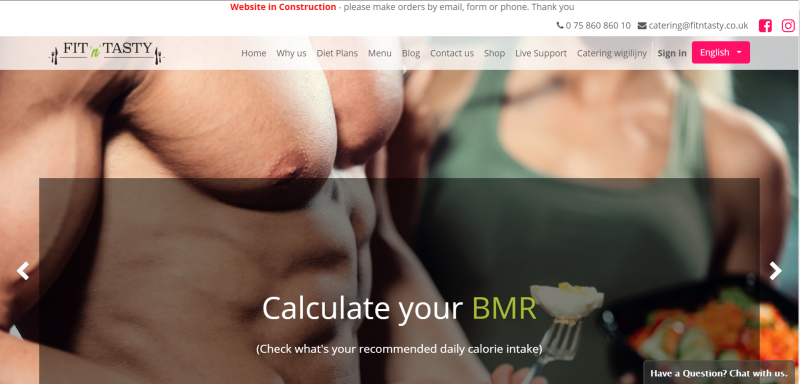 Website in Construction - please make orders by email, form or phone. Thank you
0 75 860 860 10 catering@fitntasty.co.uk
FIT n' TASTY
Home Why us Diet Plans Menu Blog Contact us Shop Live Support Catering wigilijny Sign in English
Calculate your BMR
(Check what's your recommended daily calorie intake)
Have a Question? Chat with us.